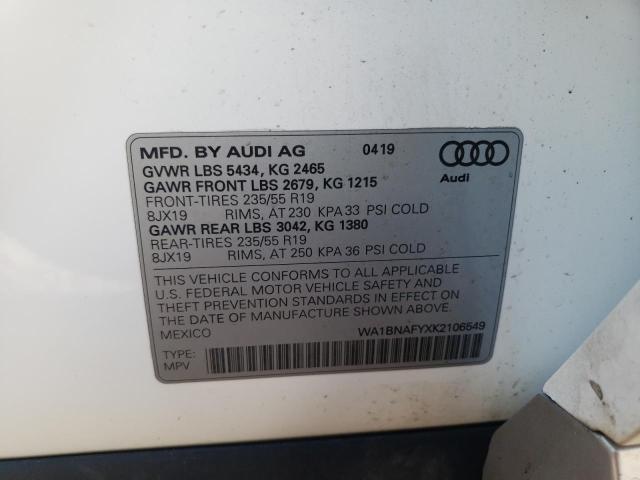 MFD. BY AUDI AG 0419
GVWR LBS 5434, KG 2465
GAWR FRONT LBS 2679, KG 1215
FRONT-TIRES 235/55 R19
8JX19 RIMS, AT 230 KPA 33 PSI COLD
GAWR REAR LBS 3042, KG 1380
REAR-TIRES 235/55 R19
8JX19 RIMS, AT 250 KPA 36 PSI COLD
Audi
THIS VEHICLE CONFORMS TO ALL APPLICABLE
U.S. FEDERAL MOTOR VEHICLE SAFETY AND
THEFT PREVENTION STANDARDS IN EFFECT ON
THE DATE OF MANUFACTURE SHOWN ABOVE.
MEXICO WA1BNAFYXK2106549
TYPE:
MPV